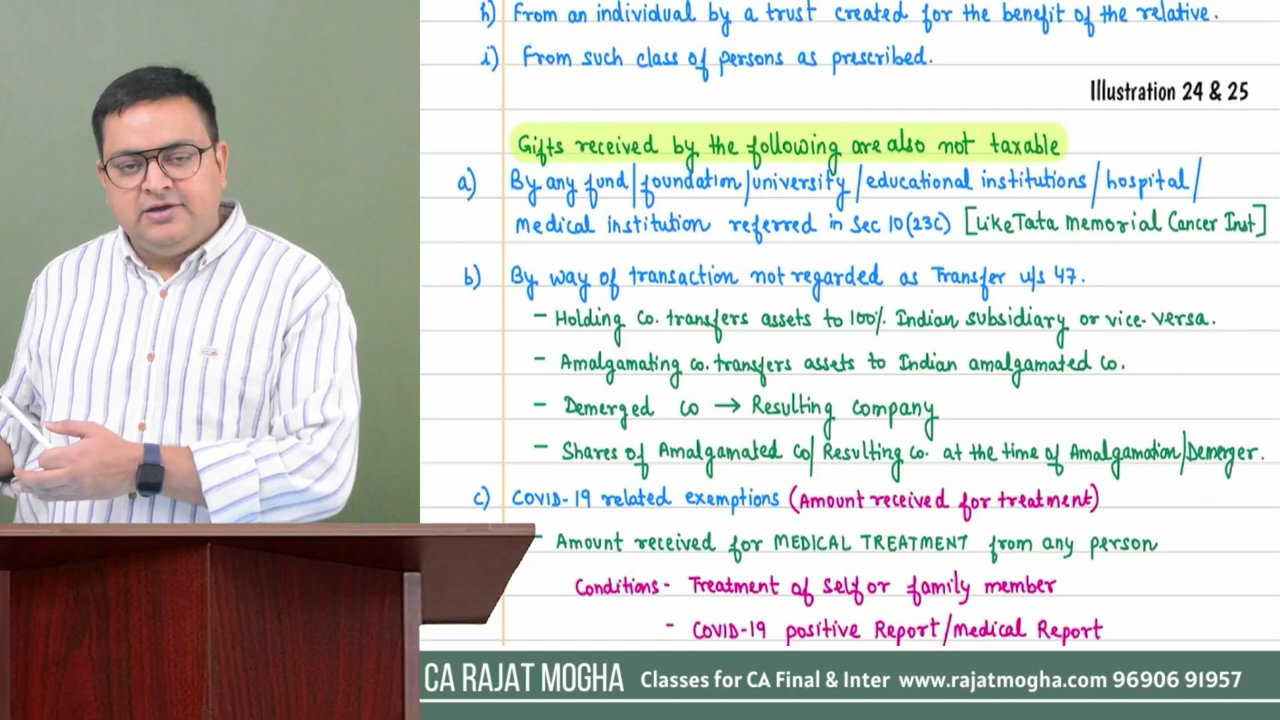 h) From an individual by a trust created for the benefit of the relative.
i) From such class of persons as prescribed.
Illustration 24 & 25
Gifts received by the following are also not taxable
a) By any fund/foundation/university/educational institutions/hospital/
medical institution referred in Sec 10(23C) [Like Tata Memorial Cancer Inst]
b) By way of transaction not regarded as Transfer u/s 47.
- Holding Co. transfers assets to 100% Indian subsidiary or vice-versa.
- Amalgamating co. transfers assets to Indian amalgamated co.
- Demerged co → Resulting company
- Shares of Amalgamated Co/ Resulting co. at the time of Amalgamation/Demerger.
c) COVID-19 related exemptions (Amount received for treatment)
- Amount received for MEDICAL TREATMENT from any person
Conditions - Treatment of self or family member
- COVID-19 positive Report/Medical Report
CA RAJAT MOGHA Classes for CA Final & Inter www.rajatmogha.com 96906 91957